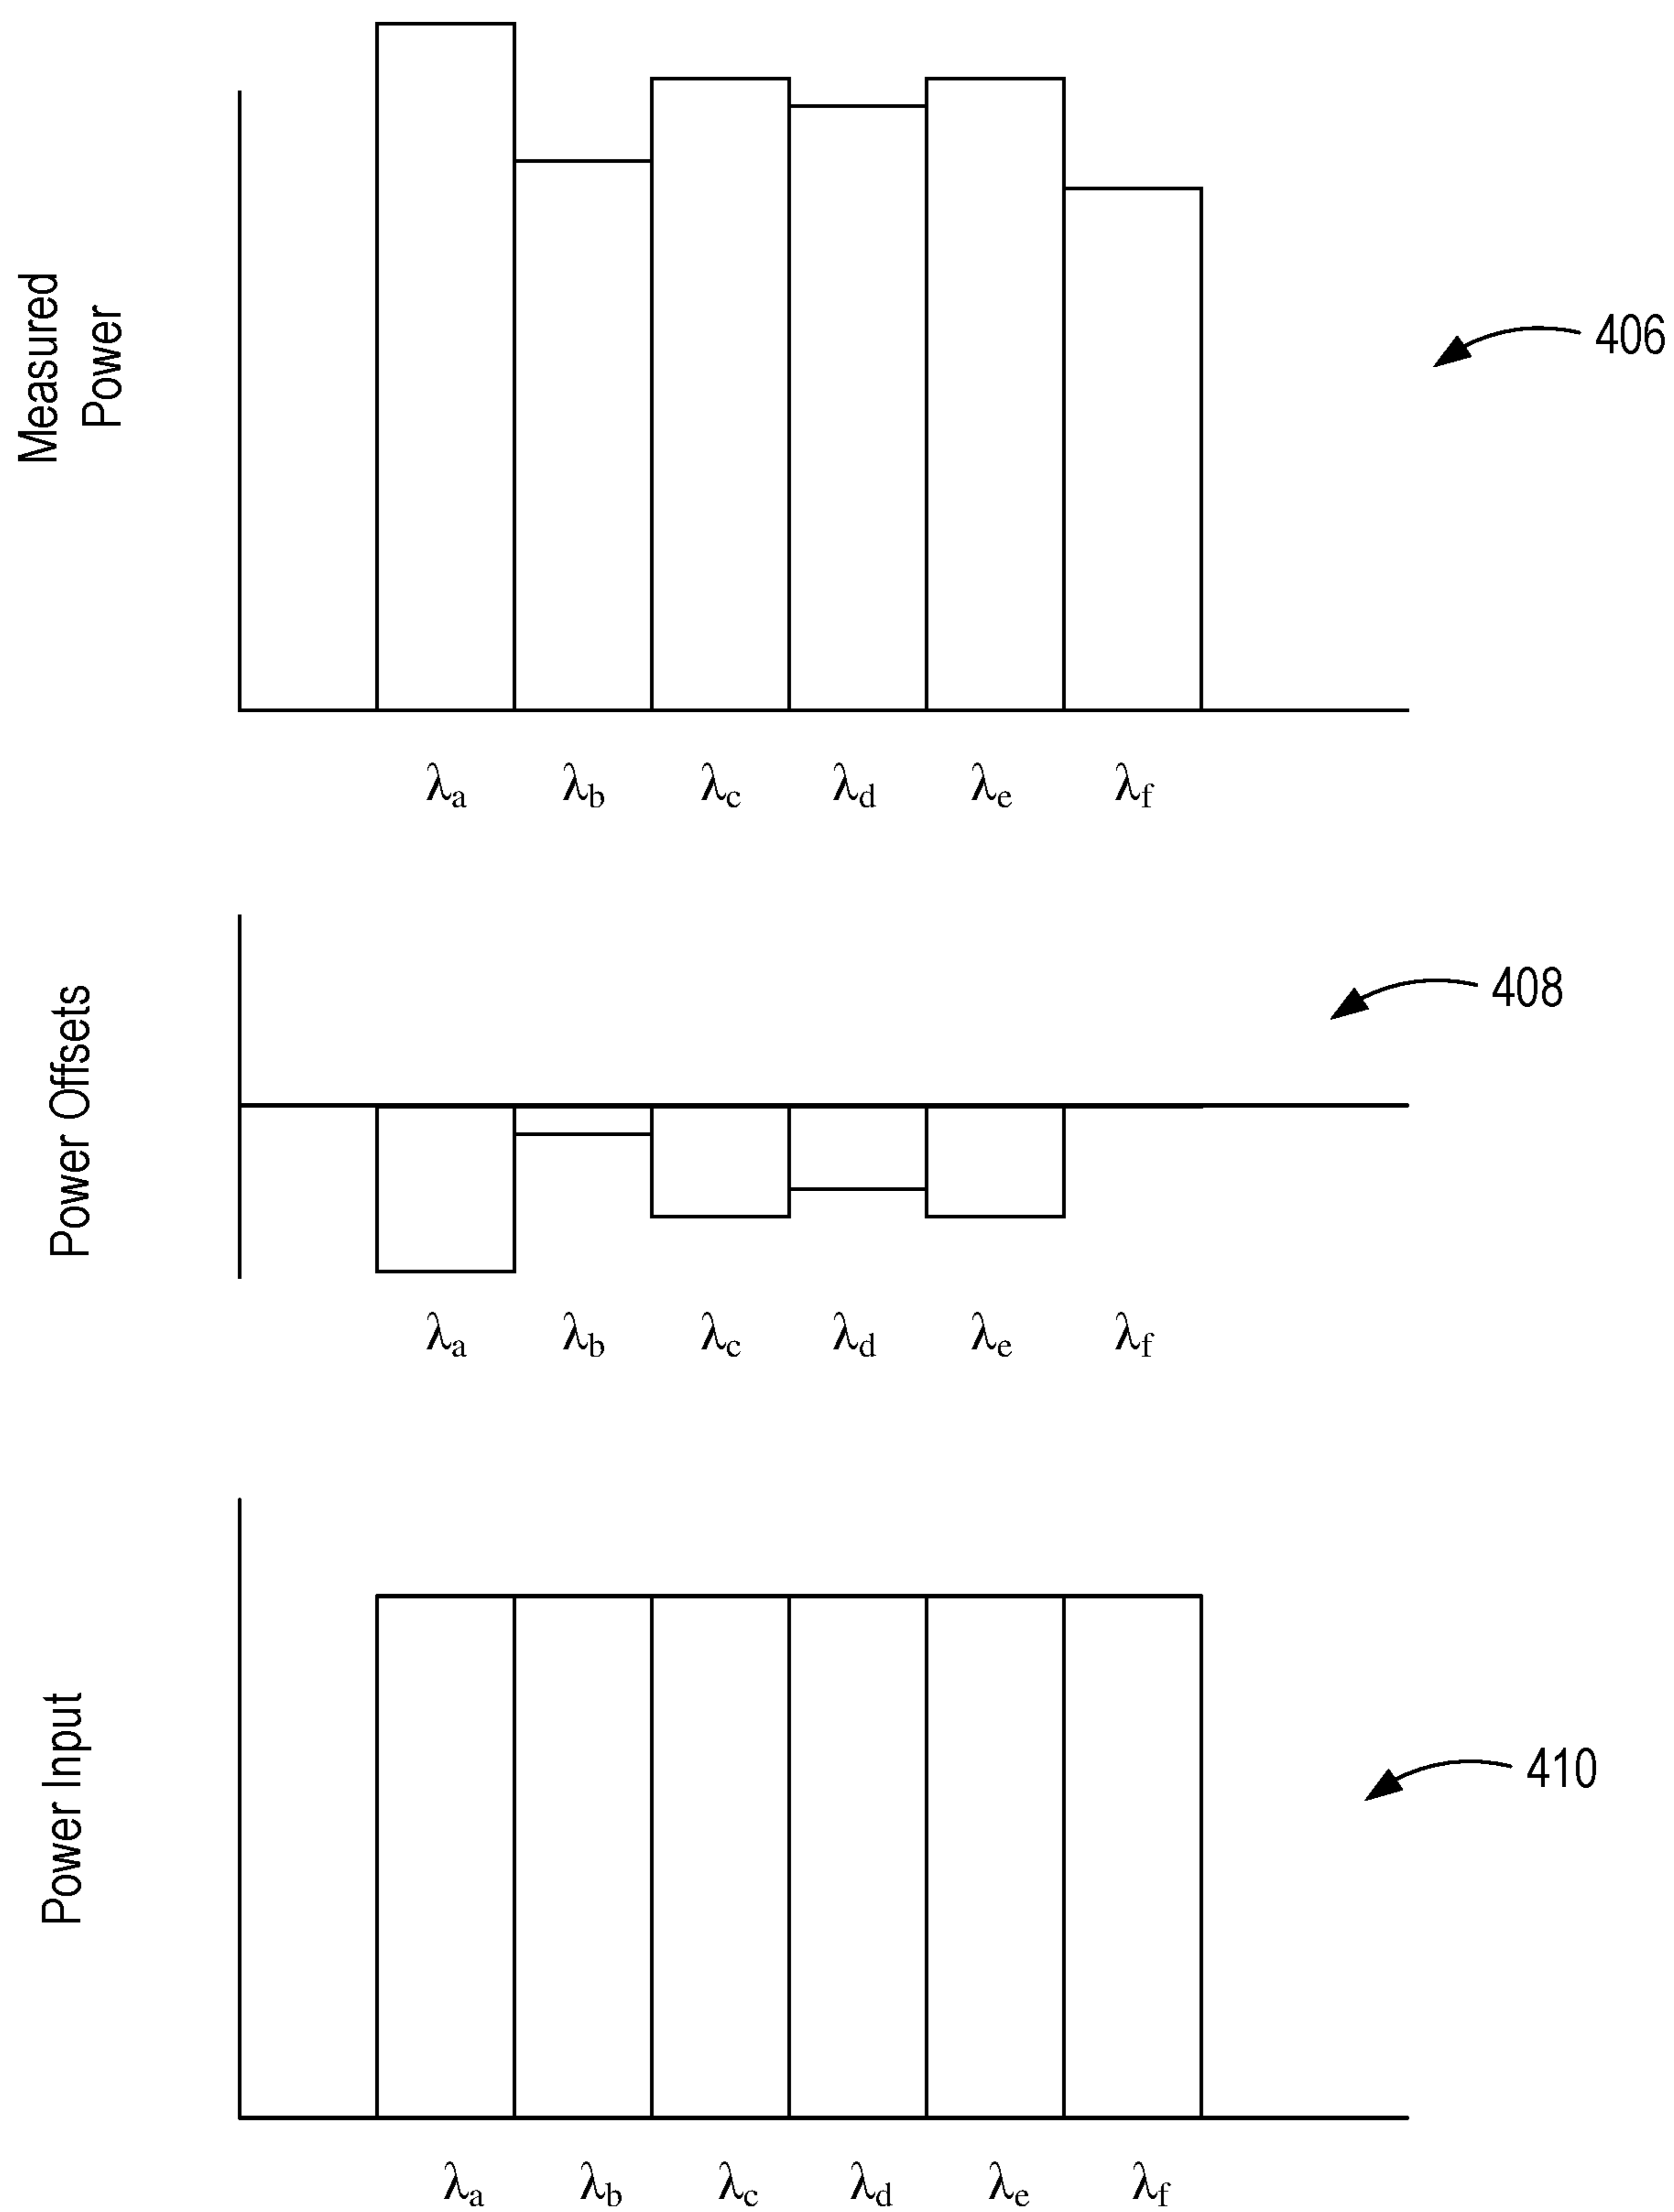 Measured
Power
406
λa λb λc λd λe λf
Power Offsets
408
λa λb λc λd λe λf
Power Input
410
λa λb λc λd λe λf